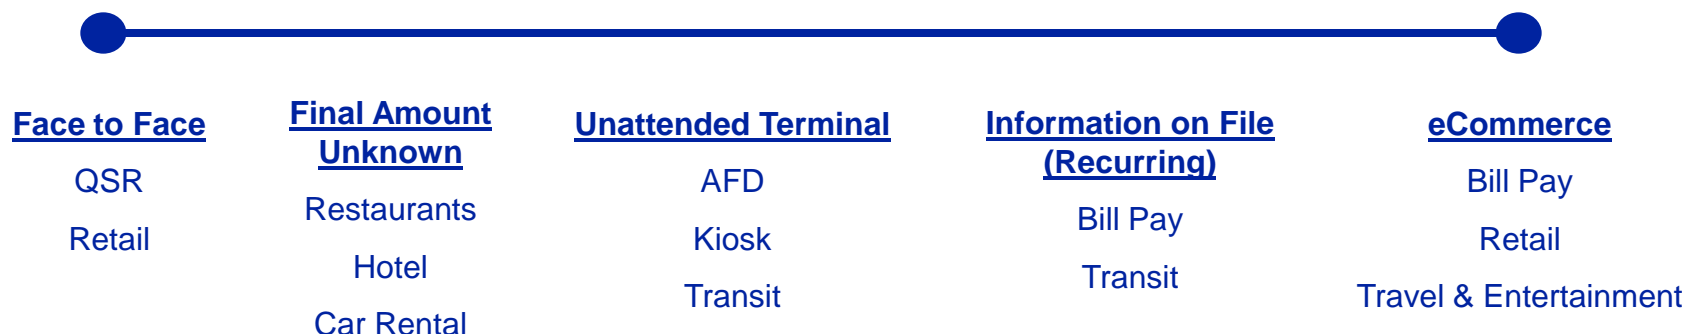 Face to Face
QSR
Retail
Final Amount
Unknown
Restaurants
Hotel
Car Rental
Unattended Terminal
AFD
Kiosk
Transit
Information on File
(Recurring)
Bill Pay
Transit
eCommerce
Bill Pay
Retail
Travel & Entertainment